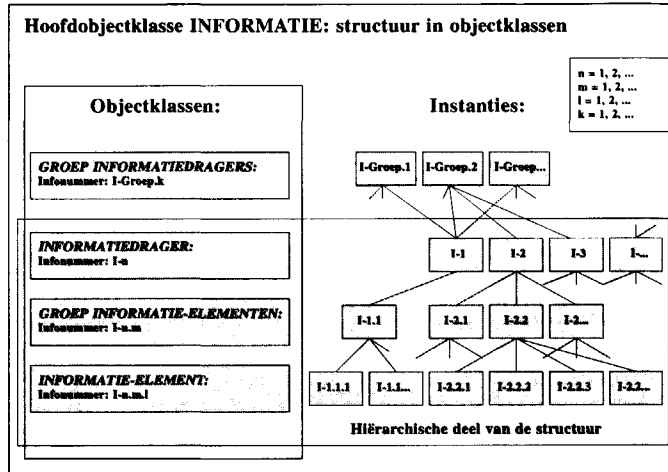 Hoofdobjectklasse INFORMATIE: structuur in objectklassen
n = 1, 2, ...
m = 1, 2, ...
l = 1, 2, ...
k = 1, 2, ...
Objectklassen:
Instanties:
GROEP INFORMATIEDRAGERS:
Infonummer: I-Groep.k
I-Groep.1
I-Groep.2
I-Groep...
INFORMATIEDRAGER:
Infonummer: I-n
I-1
I-2
I-3
I-...
GROEP INFORMATIE-ELEMENTEN:
Infonummer: I-n.m
I-1.1
I-2.1
I-2.2
I-2...
INFORMATIE-ELEMENT:
Infonummer: I-n.m.l
I-1.1.1
I-1.1...
I-2.2.1
I-2.2.2
I-2.2.3
I-2.2...
Hiërarchische deel van de structuur